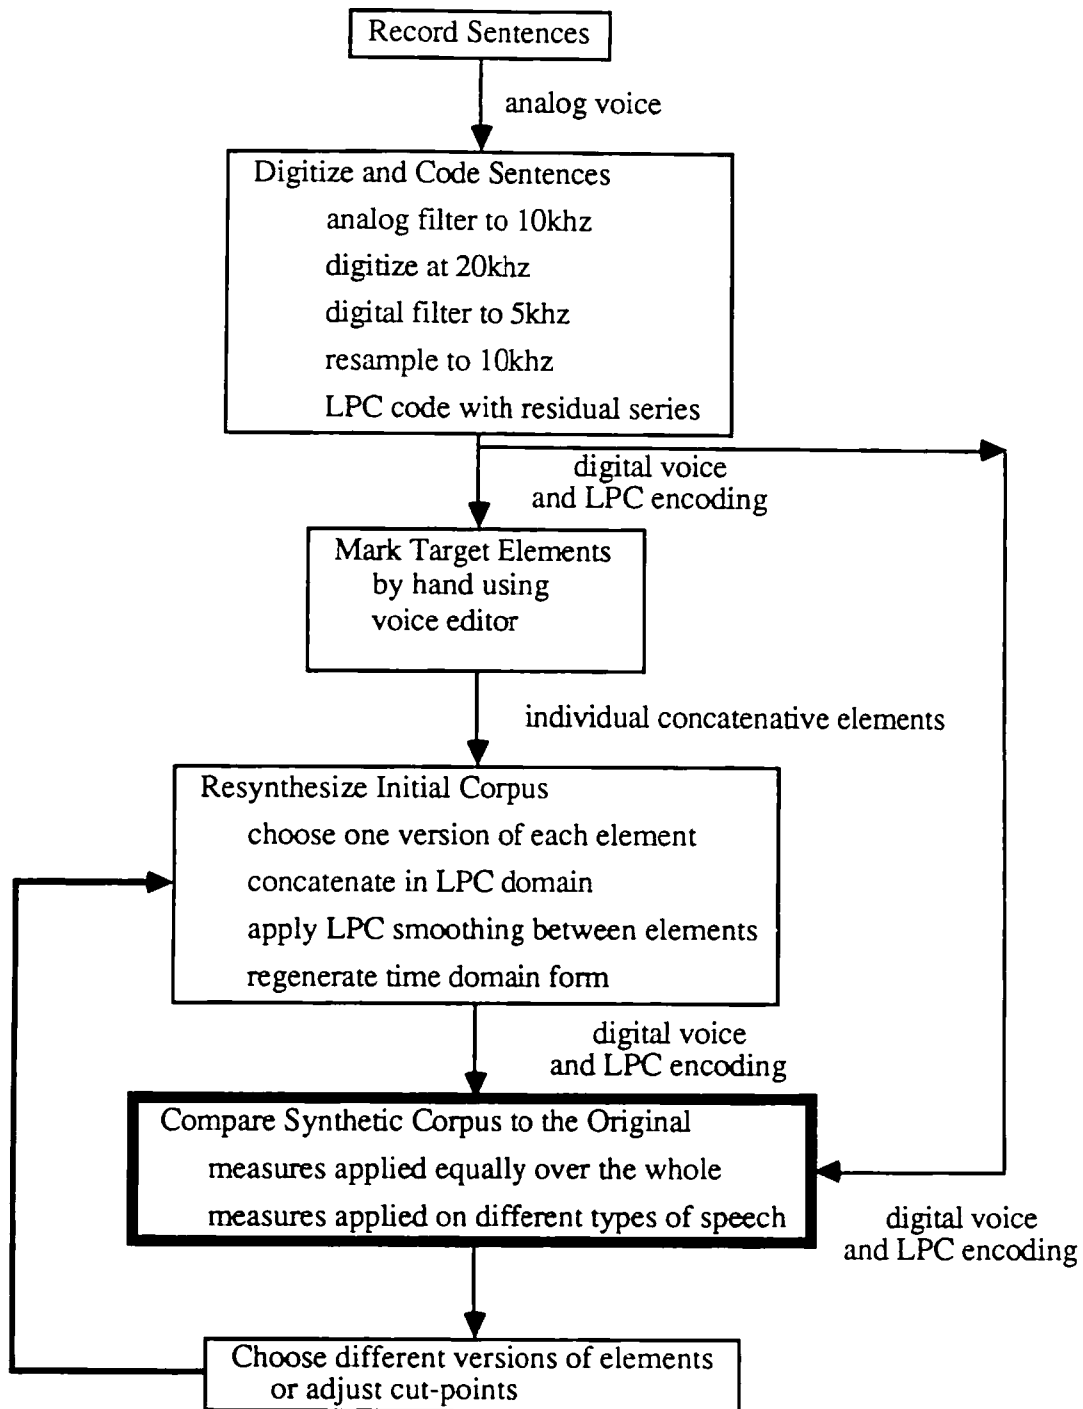 Record Sentences
analog voice
Digitize and Code Sentences
analog filter to 10khz
digitize at 20khz
digital filter to 5khz
resample to 10khz
LPC code with residual series
digital voice
and LPC encoding
Mark Target Elements
by hand using
voice editor
individual concatenative elements
Resynthesize Initial Corpus
choose one version of each element
concatenate in LPC domain
apply LPC smoothing between elements
regenerate time domain form
digital voice
and LPC encoding
Compare Synthetic Corpus to the Original
measures applied equally over the whole
measures applied on different types of speech
digital voice
and LPC encoding
Choose different versions of elements
or adjust cut-points